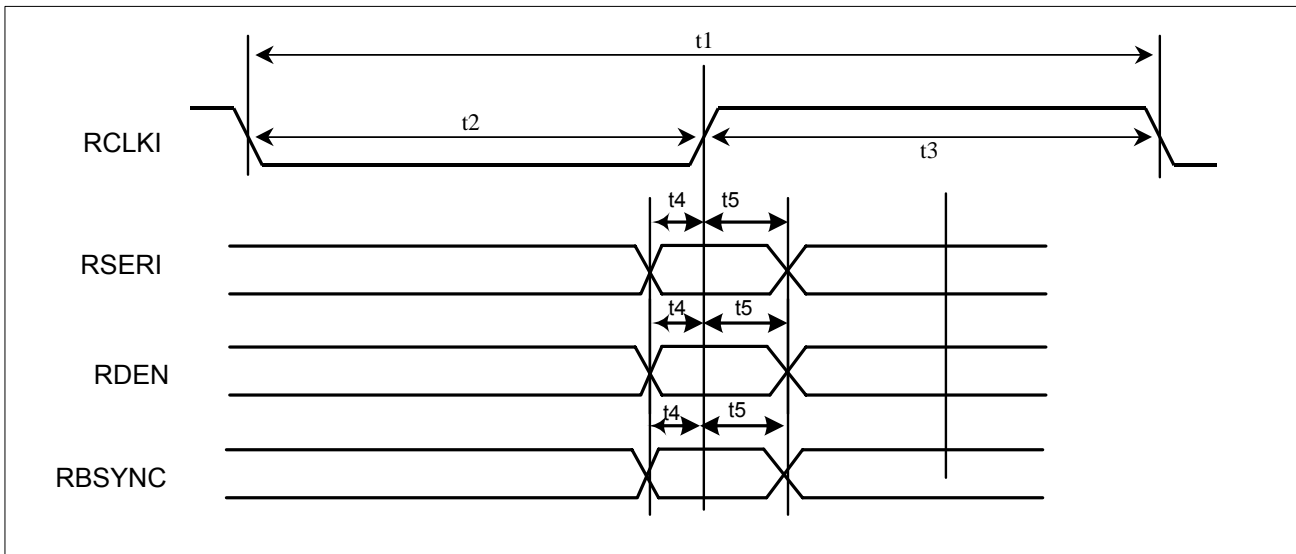 t1
t2
RCLKI
t3
t4 t5
RSERI
t4 t5
RDEN
t4 t5
RBSYNC